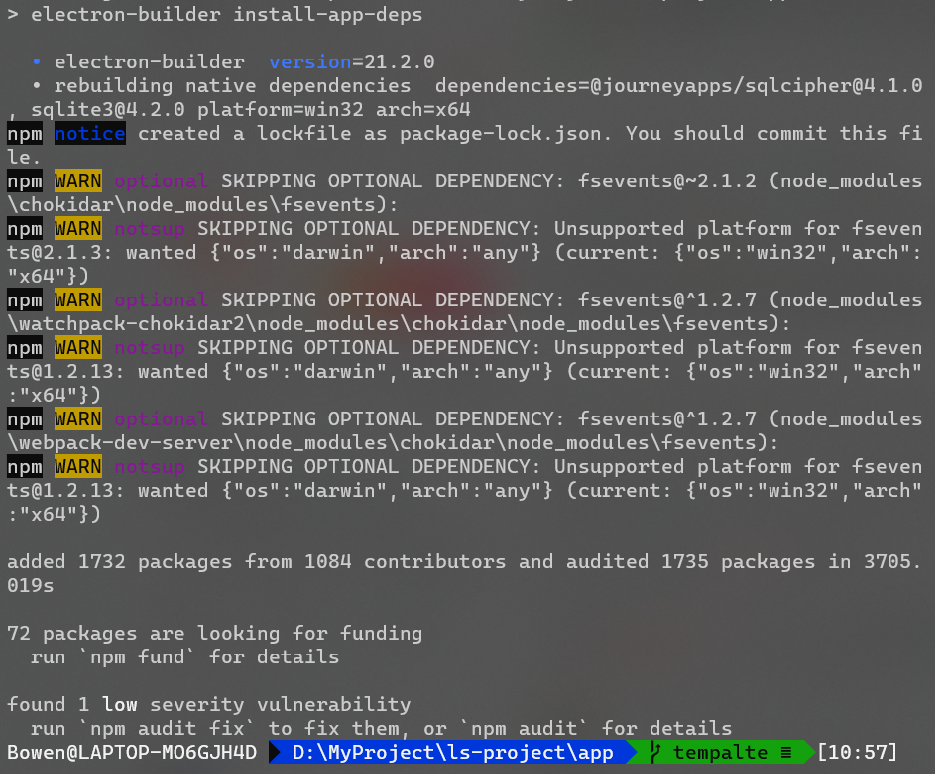 > electron-builder install-app-deps
• electron-builder version=21.2.0
• rebuilding native dependencies dependencies=@journeyapps/sqlcipher@4.1.0
, sqlite3@4.2.0 platform=win32 arch=x64
npm notice created a lockfile as package-lock.json. You should commit this fi
le.
npm WARN optional SKIPPING OPTIONAL DEPENDENCY: fsevents@~2.1.2 (node_modules
\chokidar\node_modules\fsevents):
npm WARN notsup SKIPPING OPTIONAL DEPENDENCY: Unsupported platform for fseven
ts@2.1.3: wanted {"os":"darwin","arch":"any"} (current: {"os":"win32","arch":
"x64"})
npm WARN optional SKIPPING OPTIONAL DEPENDENCY: fsevents@^1.2.7 (node_modules
\watchpack-chokidar2\node_modules\chokidar\node_modules\fsevents):
npm WARN notsup SKIPPING OPTIONAL DEPENDENCY: Unsupported platform for fseven
ts@1.2.13: wanted {"os":"darwin","arch":"any"} (current: {"os":"win32","arch"
:"x64"})
npm WARN optional SKIPPING OPTIONAL DEPENDENCY: fsevents@^1.2.7 (node_modules
\webpack-dev-server\node_modules\chokidar\node_modules\fsevents):
npm WARN notsup SKIPPING OPTIONAL DEPENDENCY: Unsupported platform for fseven
ts@1.2.13: wanted {"os":"darwin","arch":"any"} (current: {"os":"win32","arch"
:"x64"})
added 1732 packages from 1084 contributors and audited 1735 packages in 3705.
019s
72 packages are looking for funding
run `npm fund` for details
found 1 low severity vulnerability
run `npm audit fix` to fix them, or `npm audit` for details
Bowen@LAPTOP-MO6GJH4D D:\MyProject\ls-project\app tempalte ≡ [10:57]